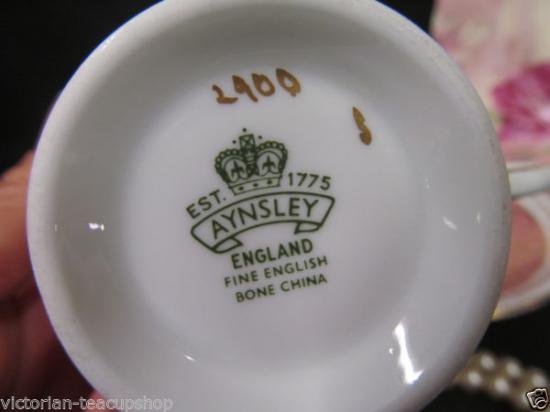 2900
S
EST. 1775
AYNSLEY
ENGLAND
FINE ENGLISH
BONE CHINA
victorian-teacupshop